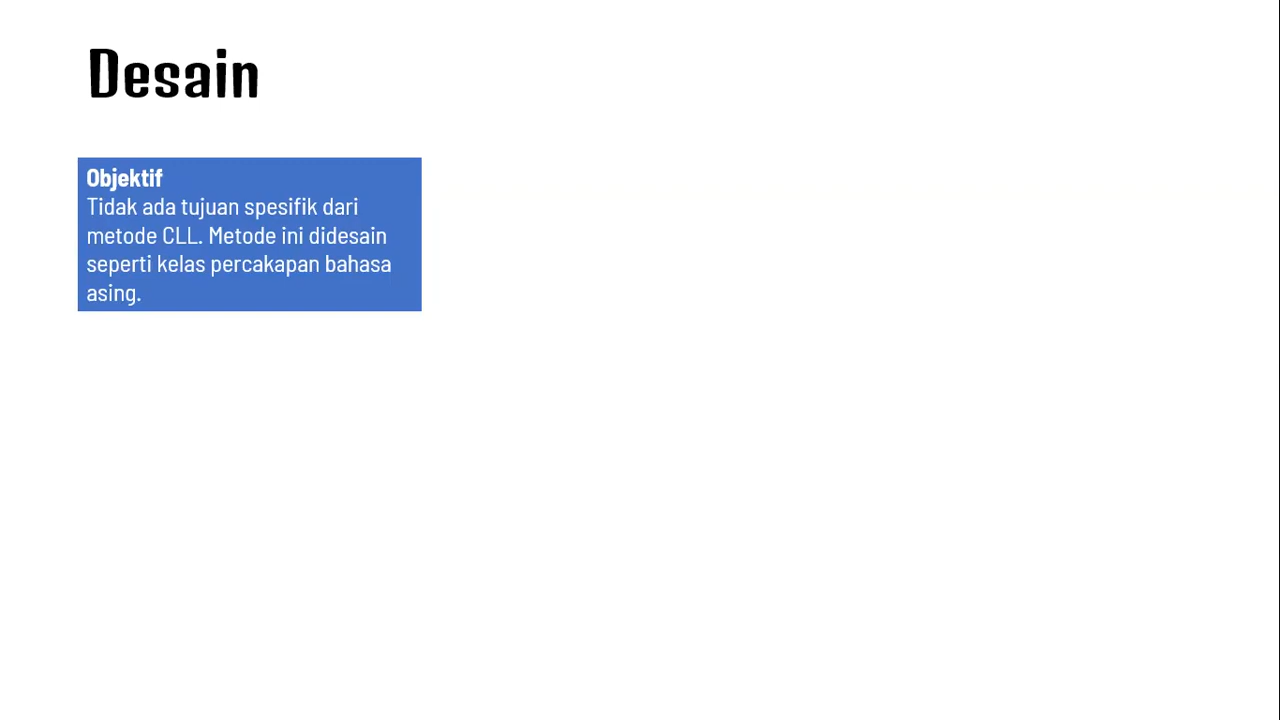 Desain
Objektif
Tidak ada tujuan spesifik dari
metode CLL. Metode ini didesain
seperti kelas percakapan bahasa
asing.